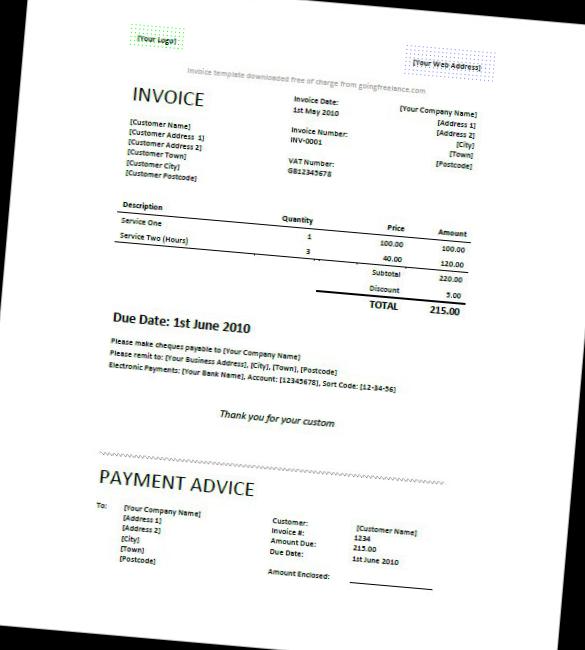 [Your Logo]
[Your Web Address]
Invoice template downloaded free of charge from goingfreelance.com
INVOICE
[Customer Name]
[Customer Address 1]
[Customer Address 2]
[Customer Town]
[Customer City]
[Customer Postcode]
Invoice Date:
1st May 2010
Invoice Number:
INV-0001
VAT Number:
GB12345678
[Your Company Name]
[Address 1]
[Address 2]
[City]
[Town]
[Postcode]
Description Quantity Price Amount
Service One 1 100.00 100.00
Service Two (Hours) 3 40.00 120.00
Subtotal 220.00
Discount 5.00
TOTAL 215.00
Due Date: 1st June 2010
Please make cheques payable to [Your Company Name]
Please remit to: [Your Business Address], [City], [Town], [Postcode]
Electronic Payments: [Your Bank Name], Account: [12345678], Sort Code: [12-34-56]
Thank you for your custom
PAYMENT ADVICE
To: [Your Company Name]
[Address 1]
[Address 2]
[City]
[Town]
[Postcode]
Customer: [Customer Name]
Invoice #: 1234
Amount Due: 215.00
Due Date: 1st June 2010
Amount Enclosed: